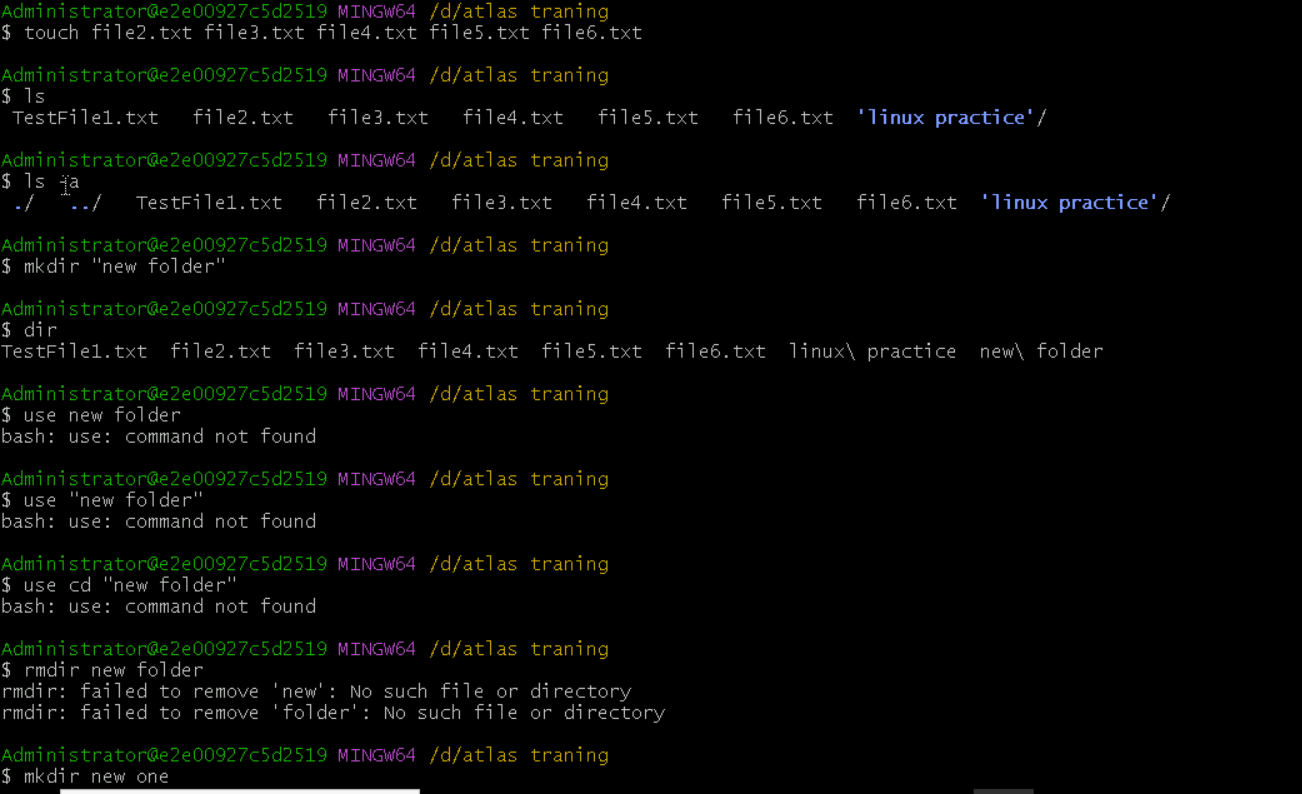 Administrator@e2e00927c5d2519 MINGW64 /d/atlas traning
$ touch file2.txt file3.txt file4.txt file5.txt file6.txt
Administrator@e2e00927c5d2519 MINGW64 /d/atlas traning
$ ls
TestFile1.txt file2.txt file3.txt file4.txt file5.txt file6.txt 'linux practice'/
Administrator@e2e00927c5d2519 MINGW64 /d/atlas traning
$ ls -a
./ ../ TestFile1.txt file2.txt file3.txt file4.txt file5.txt file6.txt 'linux practice'/
Administrator@e2e00927c5d2519 MINGW64 /d/atlas traning
$ mkdir "new folder"
Administrator@e2e00927c5d2519 MINGW64 /d/atlas traning
$ dir
TestFile1.txt file2.txt file3.txt file4.txt file5.txt file6.txt linux\ practice new\ folder
Administrator@e2e00927c5d2519 MINGW64 /d/atlas traning
$ use new folder
bash: use: command not found
Administrator@e2e00927c5d2519 MINGW64 /d/atlas traning
$ use "new folder"
bash: use: command not found
Administrator@e2e00927c5d2519 MINGW64 /d/atlas traning
$ use cd "new folder"
bash: use: command not found
Administrator@e2e00927c5d2519 MINGW64 /d/atlas traning
$ rmdir new folder
rmdir: failed to remove 'new': No such file or directory
rmdir: failed to remove 'folder': No such file or directory
Administrator@e2e00927c5d2519 MINGW64 /d/atlas traning
$ mkdir new one